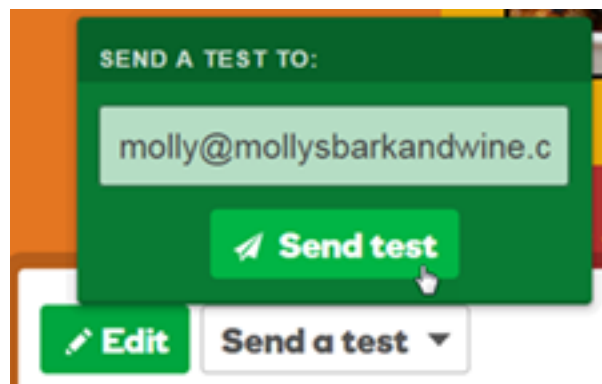 SEND A TEST TO:
molly@mollysbarkandwine.c
Send test
Edit
Send a test